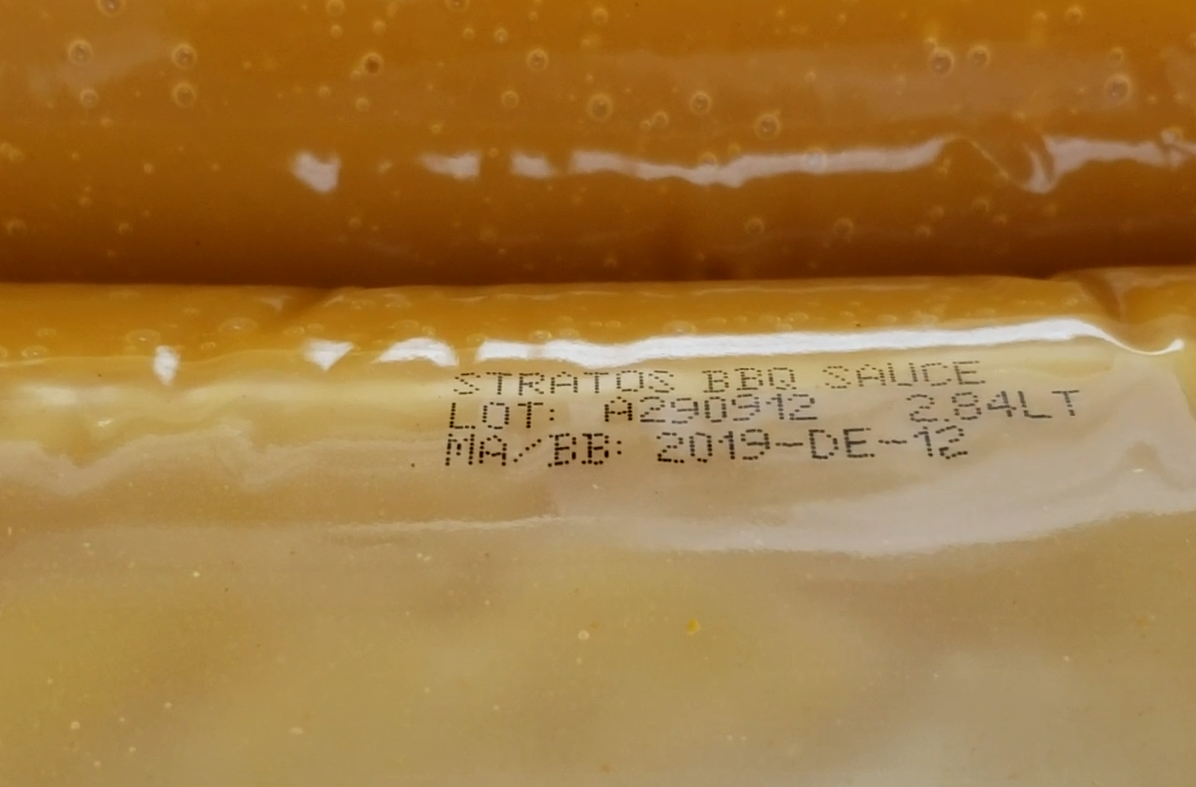 STRATOS BBQ SAUCE
LOT: A290912 2.84LT
MA/BB: 2019-DE-12